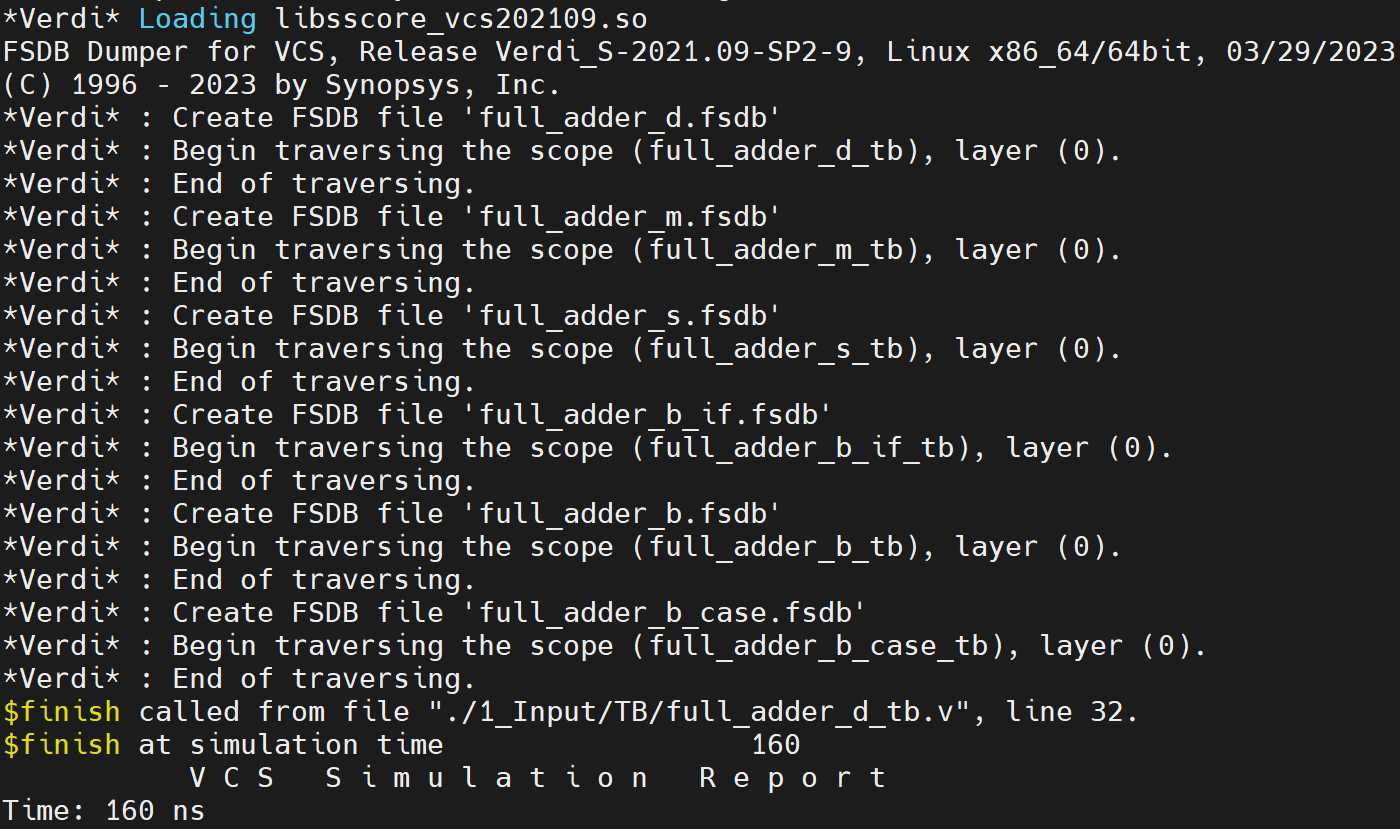 *Verdi* Loading libsscore_vcs202109.so
FSDB Dumper for VCS, Release Verdi_S-2021.09-SP2-9, Linux x86_64/64bit, 03/29/2023
(C) 1996 - 2023 by Synopsys, Inc.
*Verdi* : Create FSDB file 'full_adder_d.fsdb'
*Verdi* : Begin traversing the scope (full_adder_d_tb), layer (0).
*Verdi* : End of traversing.
*Verdi* : Create FSDB file 'full_adder_m.fsdb'
*Verdi* : Begin traversing the scope (full_adder_m_tb), layer (0).
*Verdi* : End of traversing.
*Verdi* : Create FSDB file 'full_adder_s.fsdb'
*Verdi* : Begin traversing the scope (full_adder_s_tb), layer (0).
*Verdi* : End of traversing.
*Verdi* : Create FSDB file 'full_adder_b_if.fsdb'
*Verdi* : Begin traversing the scope (full_adder_b_if_tb), layer (0).
*Verdi* : End of traversing.
*Verdi* : Create FSDB file 'full_adder_b.fsdb'
*Verdi* : Begin traversing the scope (full_adder_b_tb), layer (0).
*Verdi* : End of traversing.
*Verdi* : Create FSDB file 'full_adder_b_case.fsdb'
*Verdi* : Begin traversing the scope (full_adder_b_case_tb), layer (0).
*Verdi* : End of traversing.
$finish called from file "./1_Input/TB/full_adder_d_tb.v", line 32.
$finish at simulation time                  160
           V C S   S i m u l a t i o n   R e p o r t
Time: 160 ns